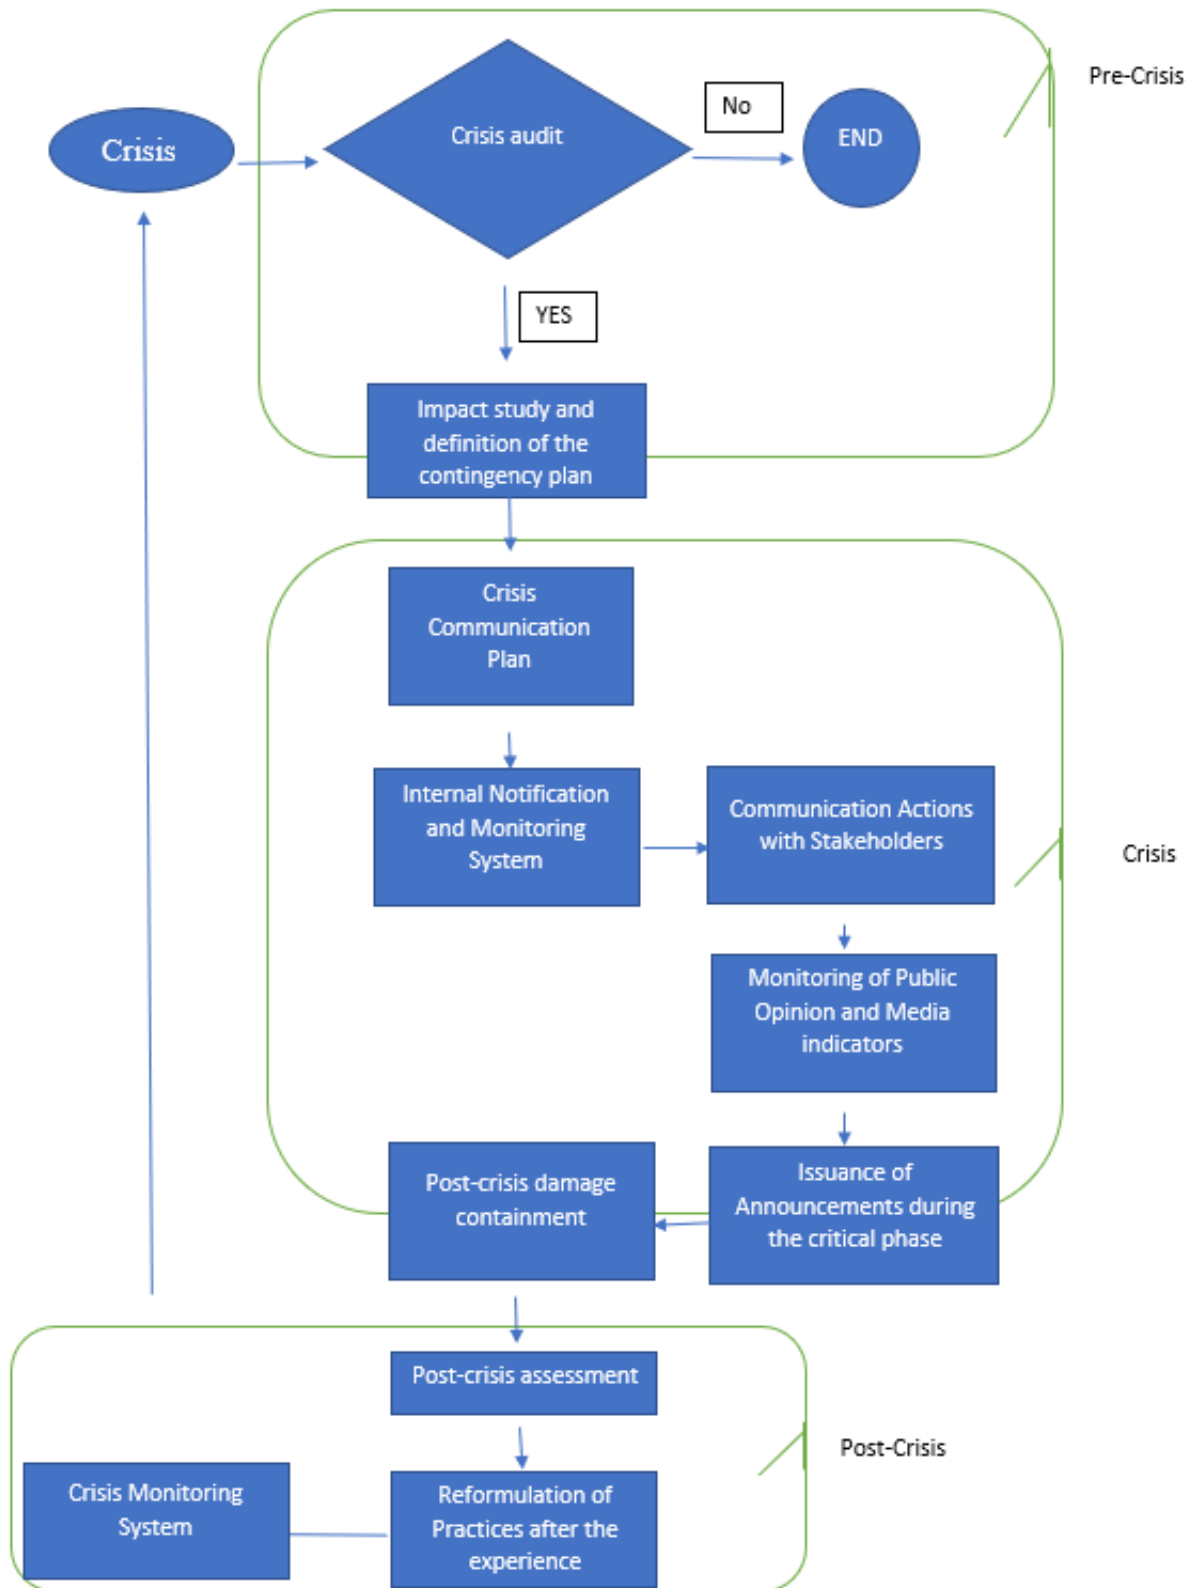 Pre-Crisis
No
Crisis audit
END
Crisis
YES
Impact study and
definition of the
contingency plan
Crisis
Communication
Plan
Internal Notification
and Monitoring
System
Communication Actions
with Stakeholders
Crisis
Monitoring of Public
Opinion and Media
indicators
Issuance of
Announcements during
the critical phase
Post-crisis damage
containment
Post-crisis assessment
Post-Crisis
Crisis Monitoring
System
Reformulation of
Practices after the
experience